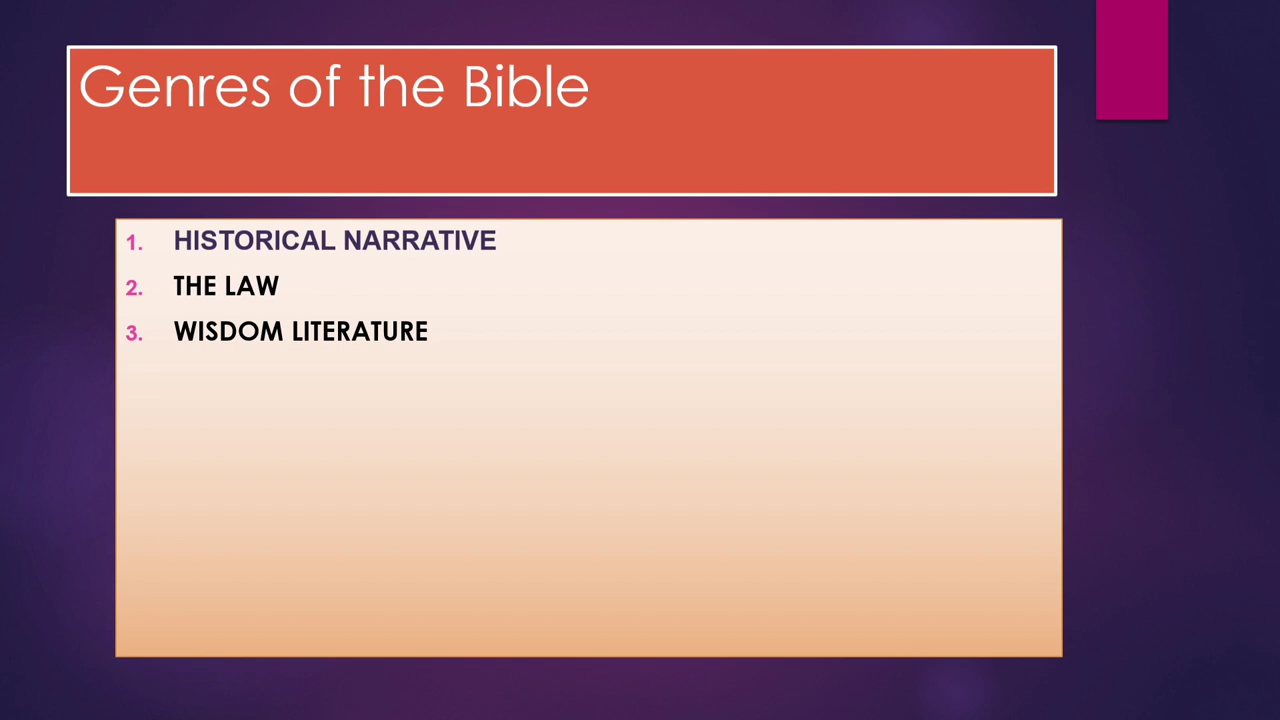 Genres of the Bible
1. HISTORICAL NARRATIVE
2. THE LAW
3. WISDOM LITERATURE